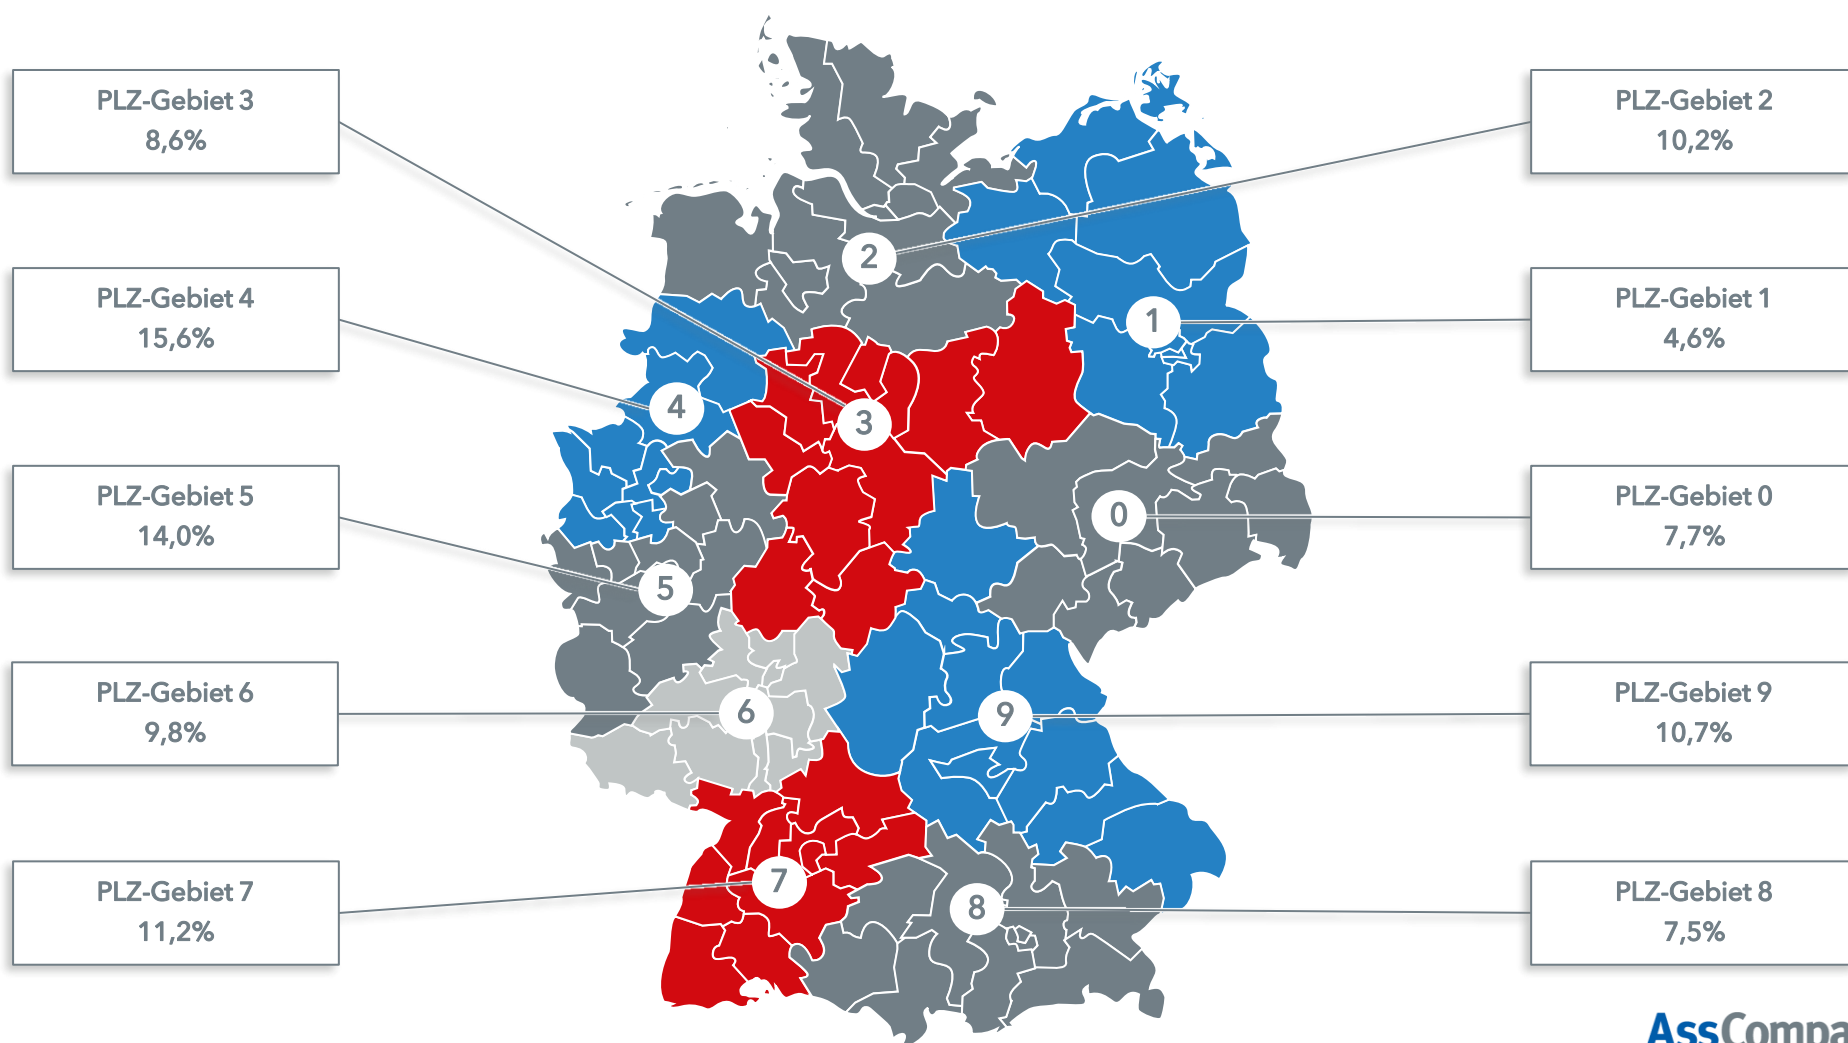 PLZ-Gebiet 3
8,6%
PLZ-Gebiet 4
15,6%
PLZ-Gebiet 5
14,0%
PLZ-Gebiet 6
9,8%
PLZ-Gebiet 7
11,2%
2
1
3
4
0
5
6
9
7
8
PLZ-Gebiet 2
10,2%
PLZ-Gebiet 1
4,6%
PLZ-Gebiet 0
7,7%
PLZ-Gebiet 9
10,7%
PLZ-Gebiet 8
7,5%
AssCompa